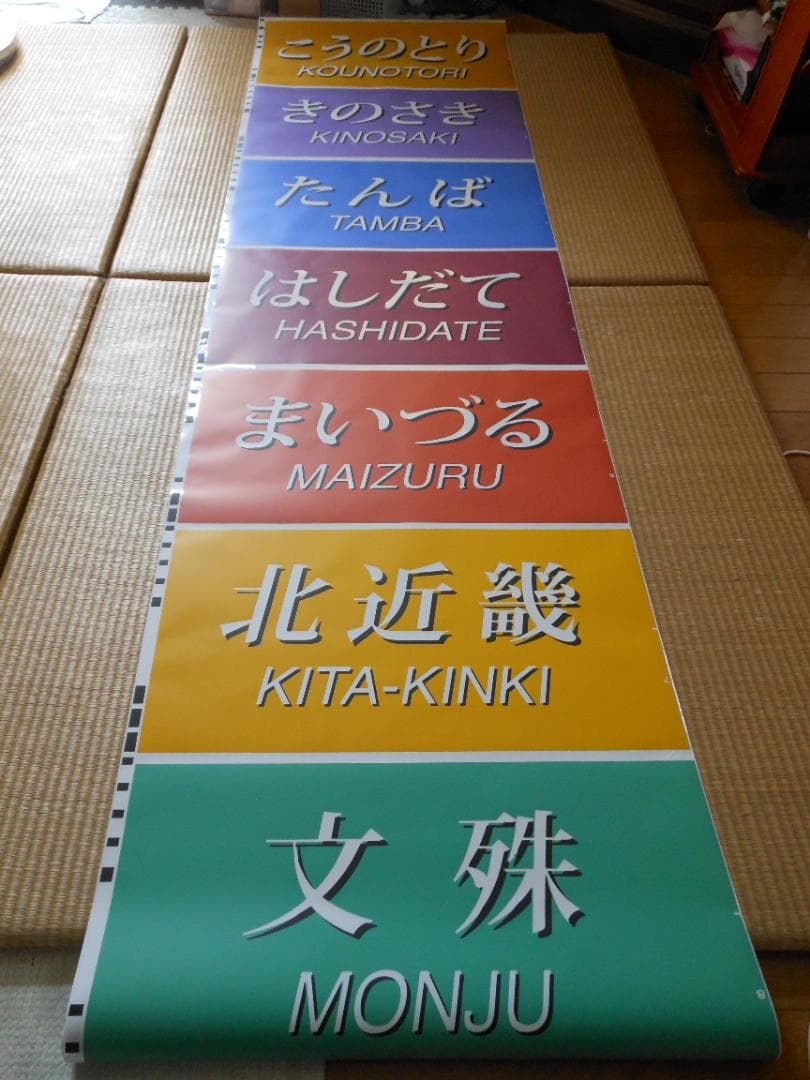 こうのとり
KOUNOTORI
きのさき
KINOSAKI
たんば
TAMBA
はしだて
HASHIDATE
まいづる
MAIZURU
北近畿
KITA-KINKI
文殊
MONJU